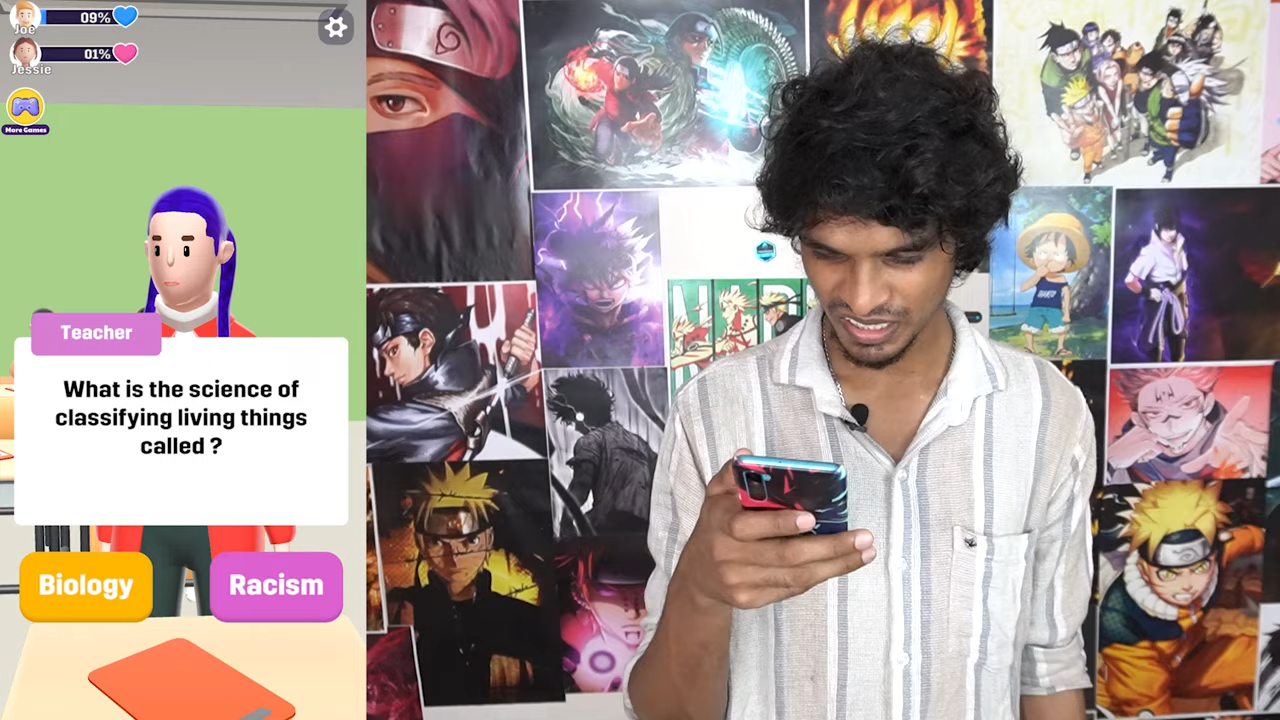 09%
Joe
01%
Jessie
More Games
Teacher
What is the science of
classifying living things
called ?
Biology
Racism